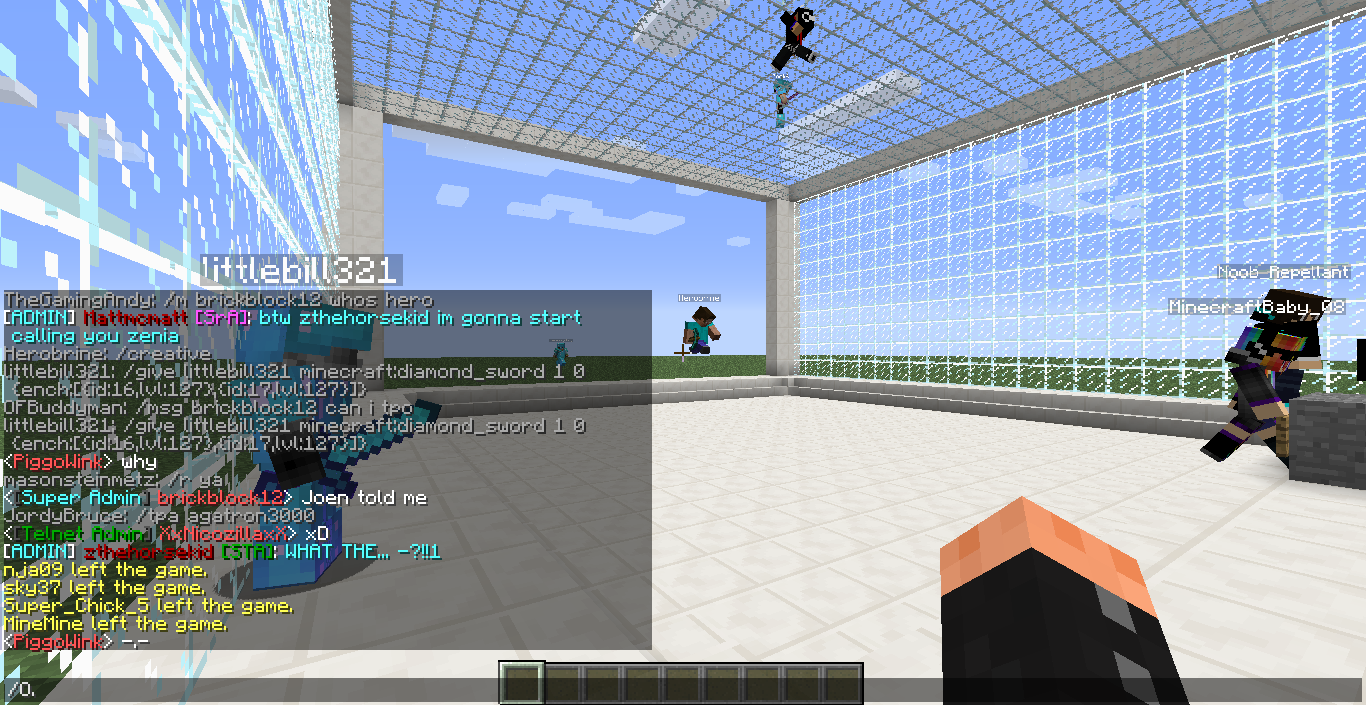 littlebill321
Noob_Repellant
Herobrine
MinecraftBaby_08
TheGamingAndy: /m brickblock12 whos hero
[ADMIN] Mattmcmatt [SrA]: btw zthehorsekid im gonna start
calling you zenia
Herobrine: /creative
littlebill321: /give littlebill321 minecraft:diamond_sword 1 0
{ench:[{id:16,lvl:127},{id:17,lvl:127}]}
OFBuddyman: /msg brickblock12 can i tpo
littlebill321: /give littlebill321 minecraft:diamond_sword 1 0
{ench:[{id:16,lvl:127},{id:17,lvl:127}]}
<PiggoWink> why
masonsteinmetz: /r ya
<[Super Admin] brickblock12> Joen told me
JordyBruce: /tpa agatron3000
<[Telnet Admin] XxNicozillaxX> xD
[ADMIN] zthehorsekid [STA]: WHAT THE... -?!!1
nja09 left the game.
sky37 left the game.
Super_Chick_5 left the game.
MineMine left the game.
<PiggoWink> -.-
/0.